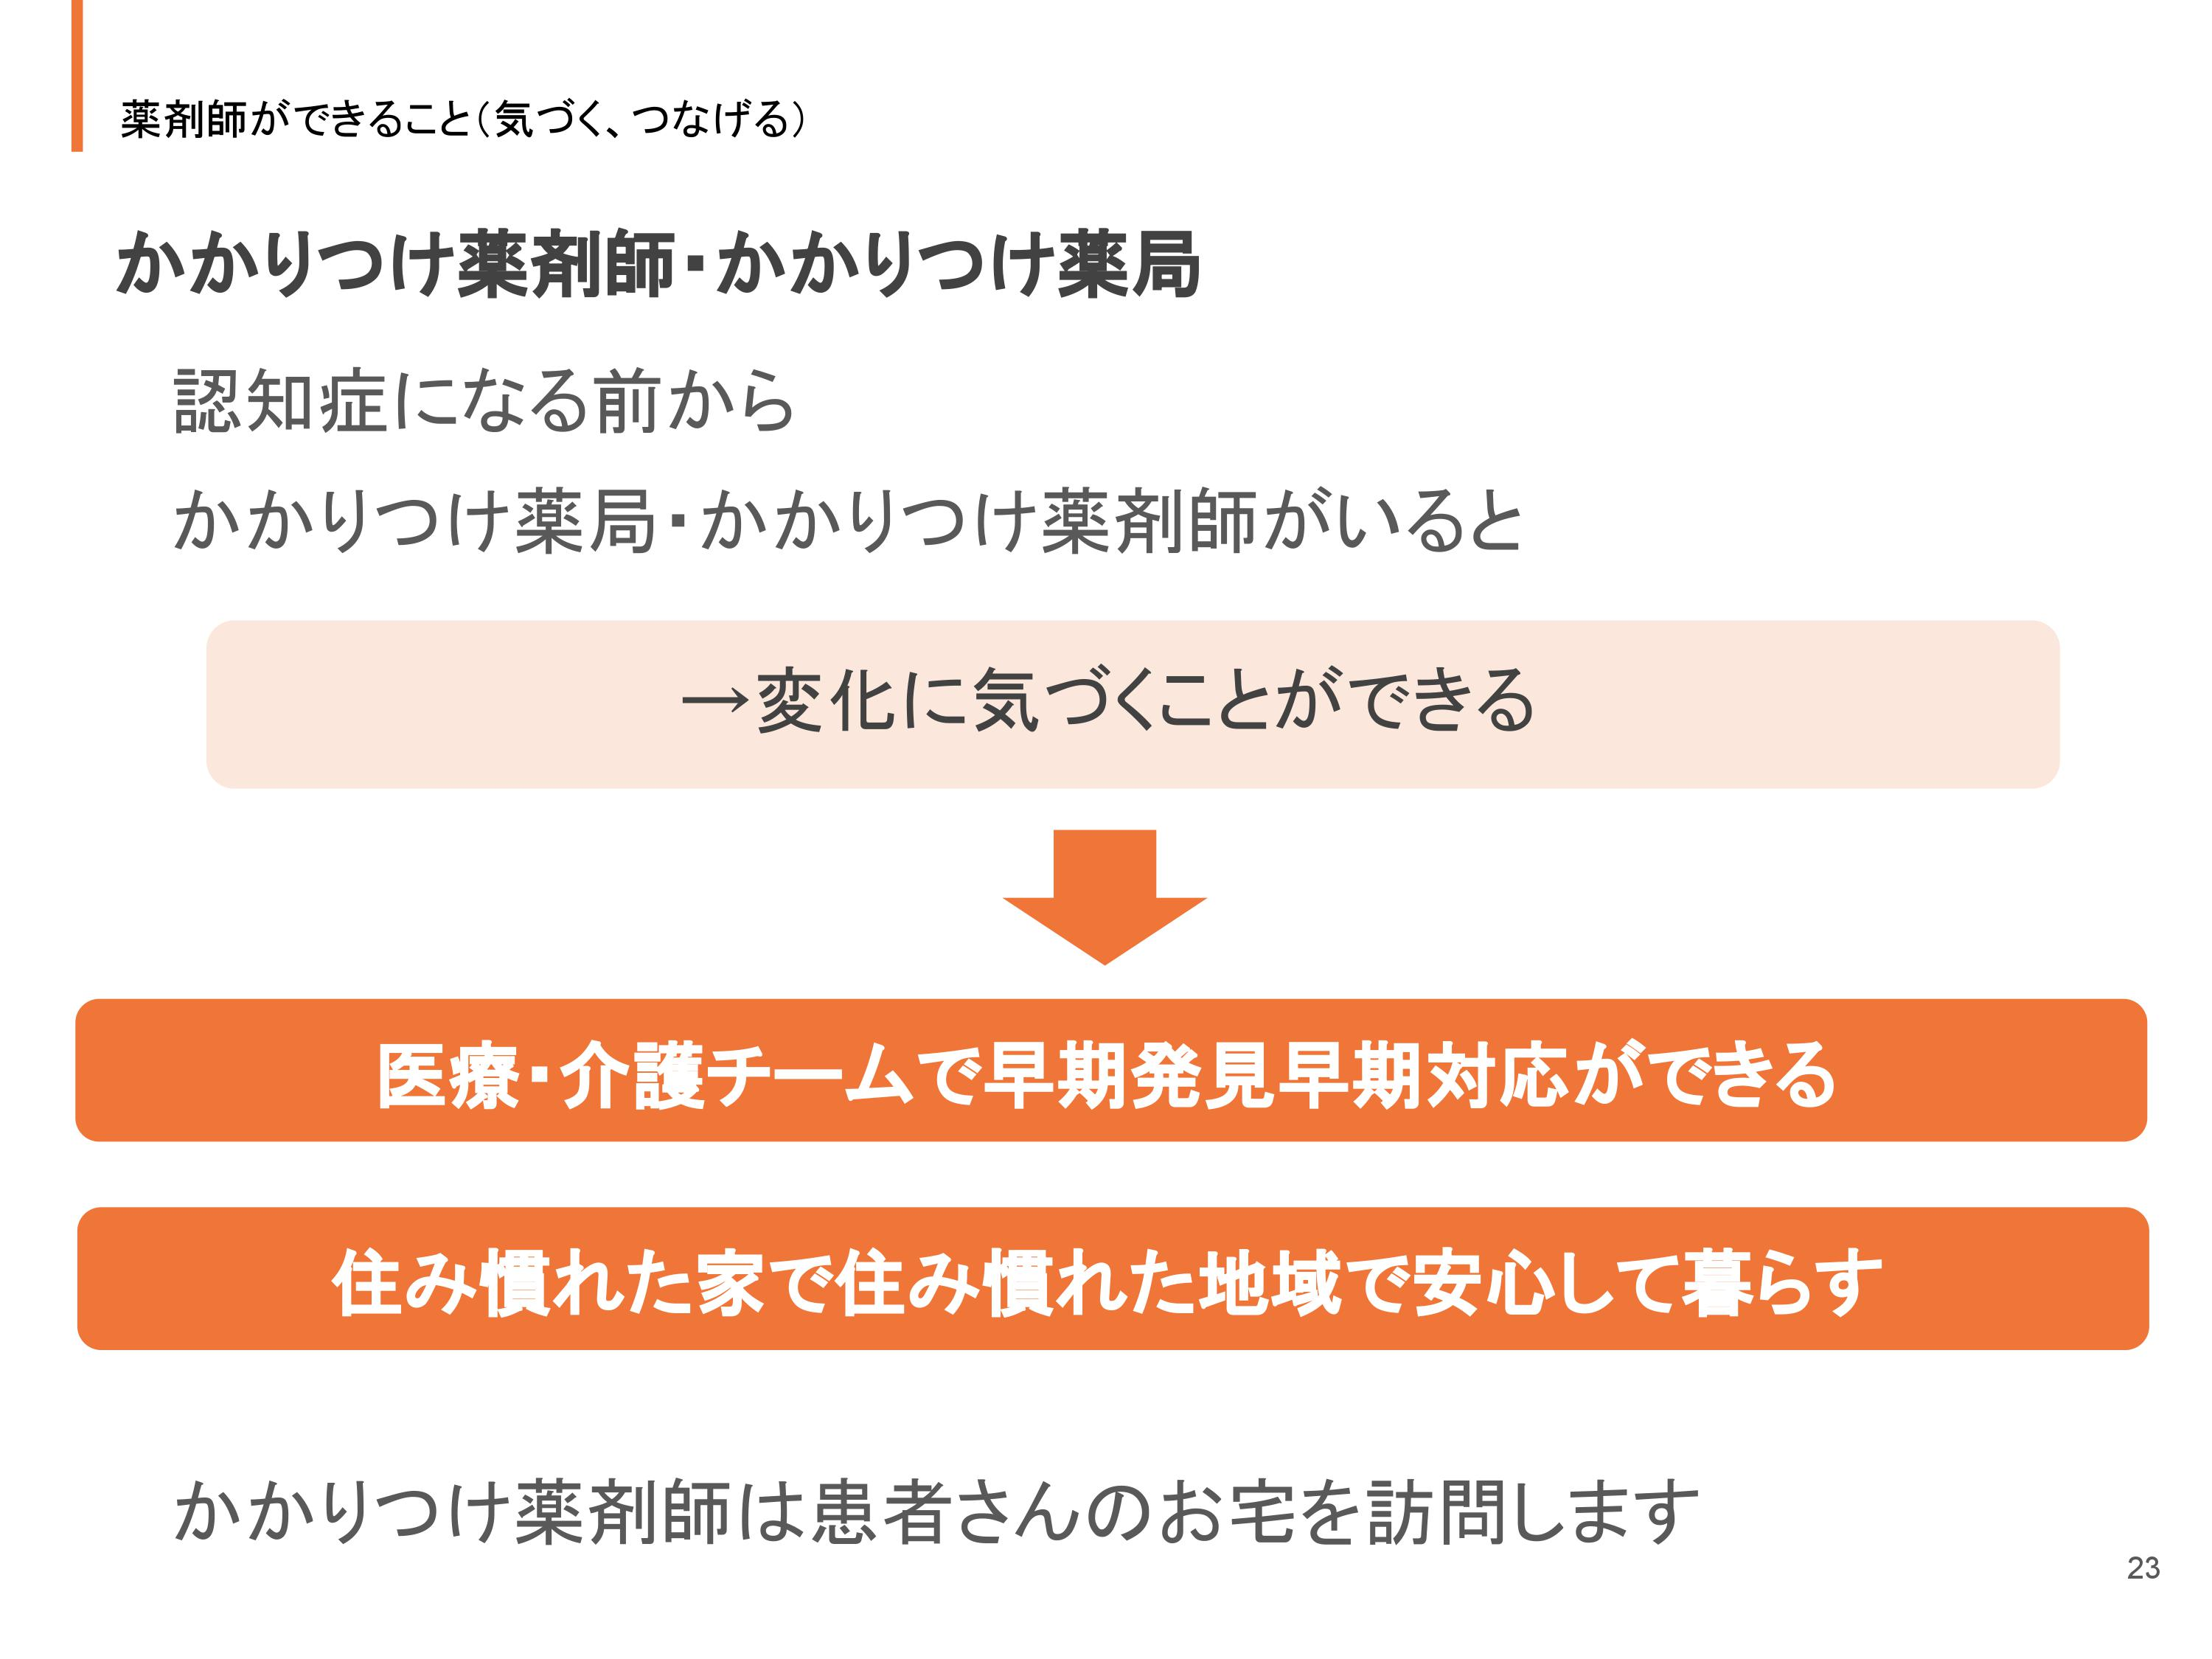 薬剤師ができること（気づく、つなげる）
かかりつけ薬剤師・かかりつけ薬局
認知症になる前から
かかりつけ薬局・かかりつけ薬剤師がいると
→変化に気づくことができる
医療・介護チームで早期発見早期対応ができる
住み慣れた家で住み慣れた地域で安心して暮らす
かかりつけ薬剤師は患者さんのお宅を訪問します
23